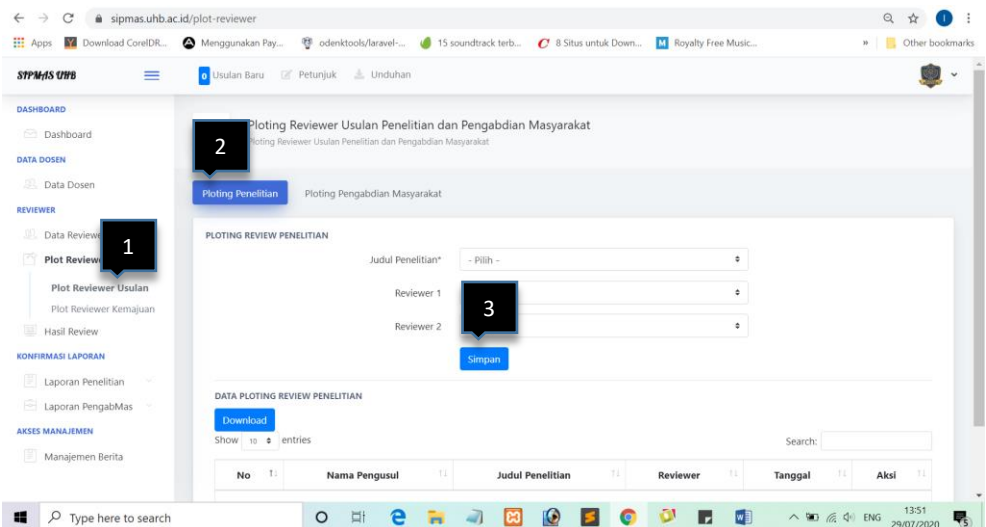 sipmas.uhb.ac.id/plot-reviewer
Apps Download CorelDR... Menggunakan Pay... odenktools/laravel-... 15 soundtrack terb... 8 Situs untuk Down... Royalty Free Music... » Other bookmarks
SIPMAS UHB
0 Usulan Baru Petunjuk Unduhan
DASHBOARD
Dashboard
DATA DOSEN
Data Dosen
REVIEWER
Data Reviewe
1
Plot Review
Plot Reviewer Usulan
Plot Reviewer Kemajuan
Hasil Review
KONFIRMASI LAPORAN
Laporan Penelitian
Laporan PengabMas
AKSES MANAJEMEN
Manajemen Berita
Ploting Reviewer Usulan Penelitian dan Pengabdian Masyarakat
Ploting Reviewer Usulan Penelitian dan Pengabdian Masyarakat
2
Ploting Penelitian Ploting Pengabdian Masyarakat
PLOTING REVIEW PENELITIAN
Judul Penelitian* - Pilih -
Reviewer 1
3
Reviewer 2
Simpan
DATA PLOTING REVIEW PENELITIAN
Download
Show 10 entries Search:
No Nama Pengusul Judul Penelitian Reviewer Tanggal Aksi
Type here to search
ENG
13:51
29/07/2020